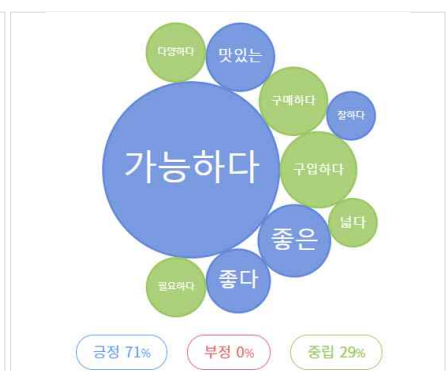 다양하다
맛있는
구매하다
잘하다
가능하다
구입하다
넓다
좋은
좋다
필요하다
긍정 71%
부정 0%
중립 29%